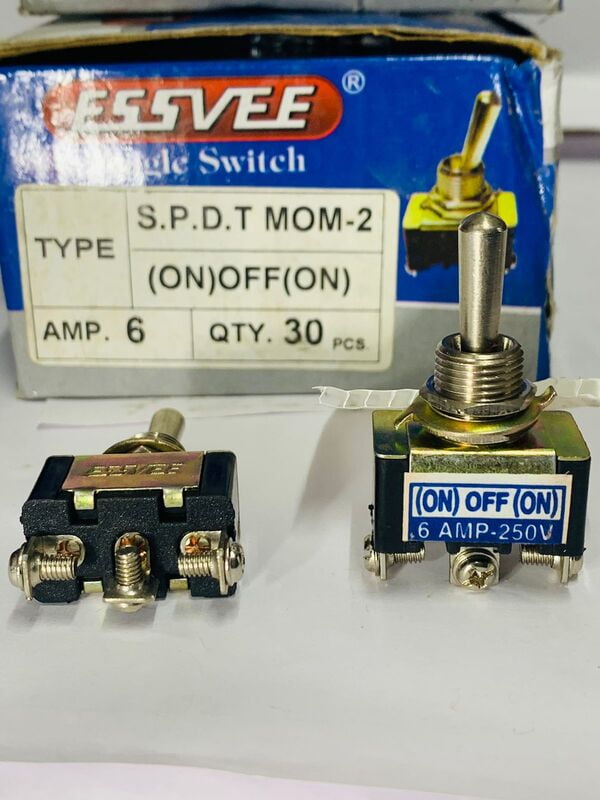 ESSVEE ®
Switch
TYPE
S.P.D.T MOM-2
(ON)OFF(ON)
AMP. 6
QTY. 30 PCS.
ESSVEE
(ON) OFF (ON)
6 AMP-250V